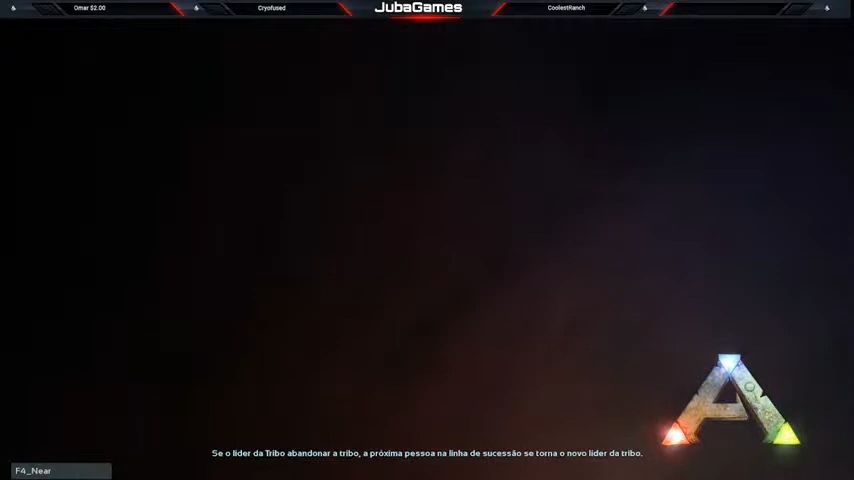 Omar $2.00
Cryofused
JubaGames
CoolestRanch
Se o líder da Tribo abandonar a tribo, a próxima pessoa na linha de sucessão se torna o novo líder da tribo.
F4_Near